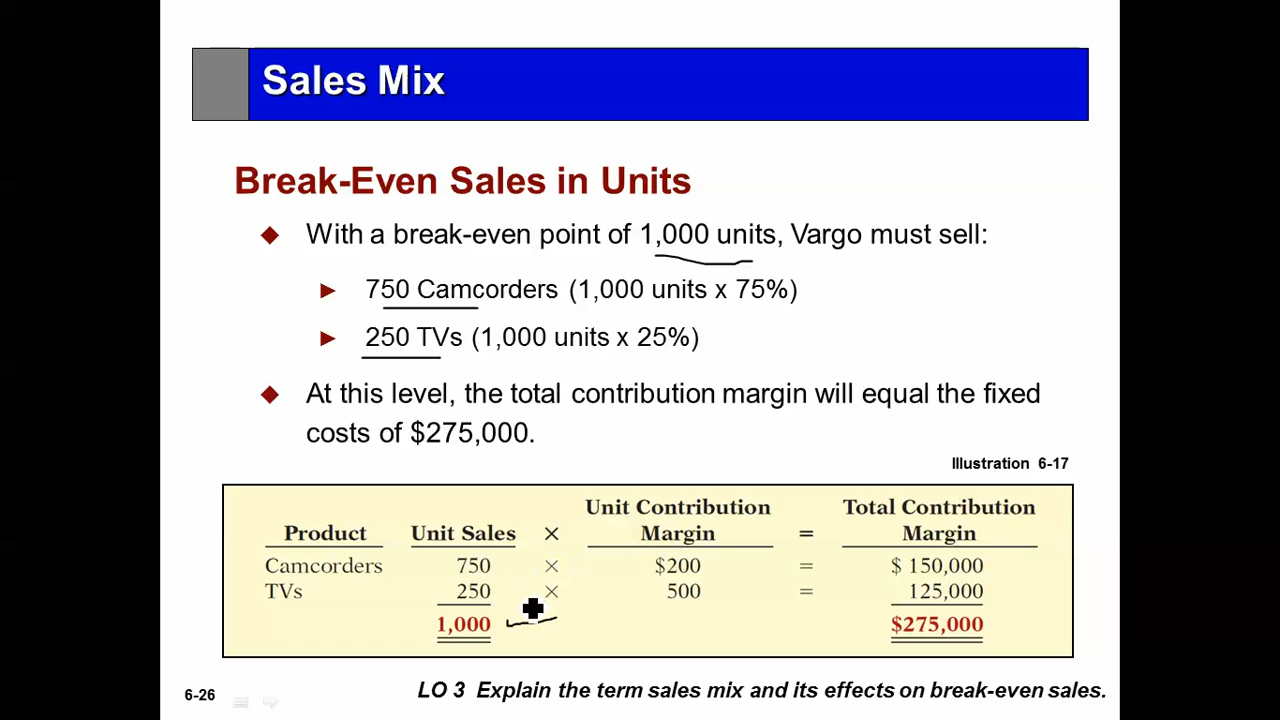 Sales Mix
Break-Even Sales in Units
With a break-even point of 1,000 units, Vargo must sell:
750 Camcorders (1,000 units x 75%)
250 TVs (1,000 units x 25%)
At this level, the total contribution margin will equal the fixed
costs of $275,000.
Illustration 6-17
Unit Contribution Total Contribution
Product Unit Sales × Margin = Margin
Camcorders 750 × $200 = $ 150,000
TVs 250 × 500 = 125,000
1,000 $275,000
6-26 LO 3 Explain the term sales mix and its effects on break-even sales.